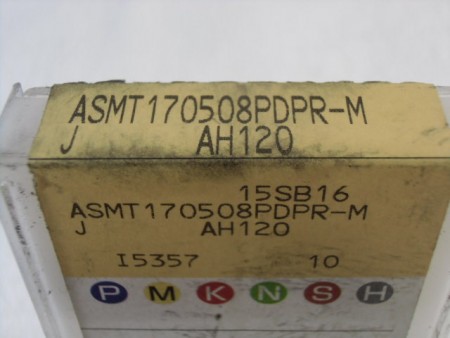 ASMT170508PDPR-M
J AH120
15SB16
ASMT170508PDPR-M
J AH120
I5357 10
P M K N S H